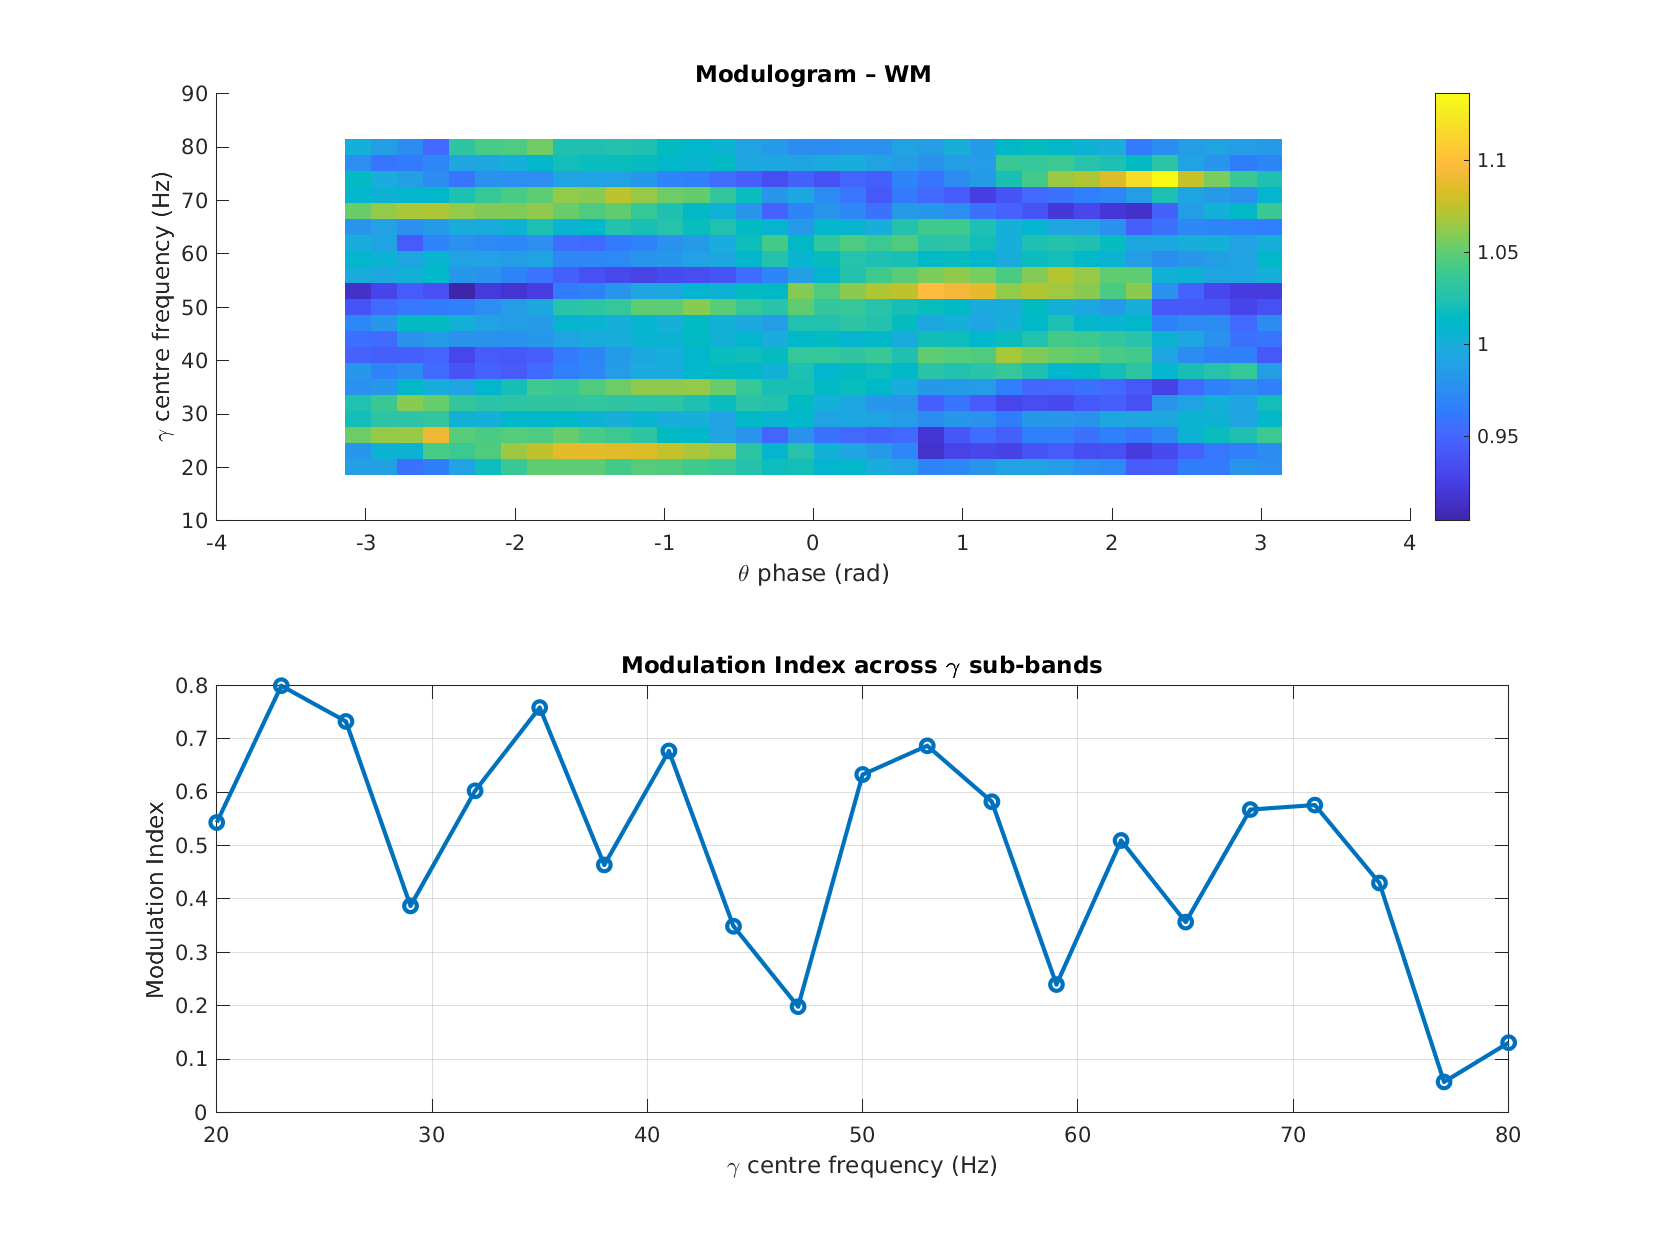 Modulogram – WM
90
80
70
60
50
40
30
20
10
γ centre frequency (Hz)
-4 -3 -2 -1 0 1 2 3 4
θ phase (rad)
1.1
1.05
1
0.95
Modulation Index across γ sub-bands
0.8
0.7
0.6
0.5
0.4
0.3
0.2
0.1
0
Modulation Index
20 30 40 50 60 70 80
γ centre frequency (Hz)